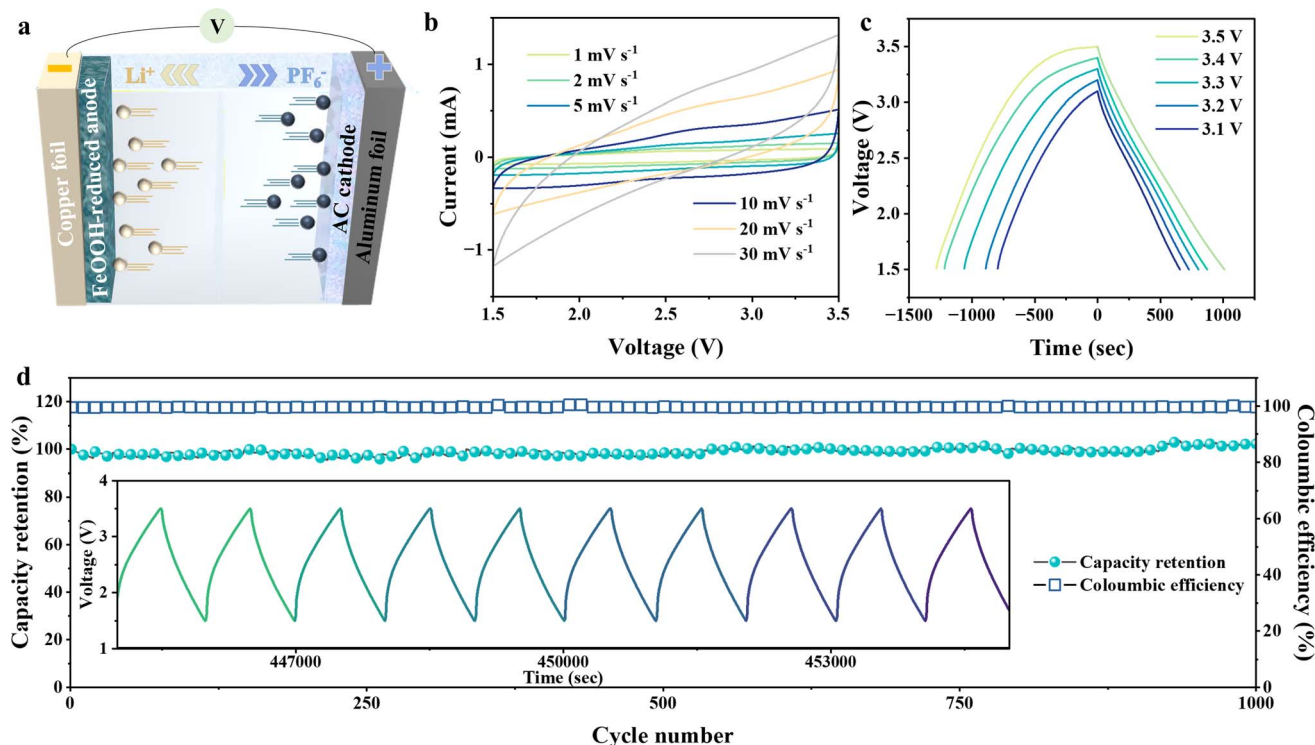 a
V
Li⁺
PF₆⁻
Copper foil
FeOOH-reduced anode
AC cathode
Aluminum foil
b
1 mV s⁻¹
2 mV s⁻¹
5 mV s⁻¹
10 mV s⁻¹
20 mV s⁻¹
30 mV s⁻¹
Current (mA)
1
0
−1
1.5
2.0
2.5
3.0
3.5
Voltage (V)
c
3.5 V
3.4 V
3.3 V
3.2 V
3.1 V
Voltage (V)
3.5
3.0
2.5
2.0
1.5
−1500
−1000
−500
0
500
1000
Time (sec)
d
Capacity retention (%)
120
100
80
60
40
20
0
Coloumbic efficiency (%)
100
80
60
40
20
0
Voltage (V)
4
3
2
1
447000
450000
453000
Time (sec)
Capacity retention
Coloumbic efficiency
0
250
500
750
1000
Cycle number